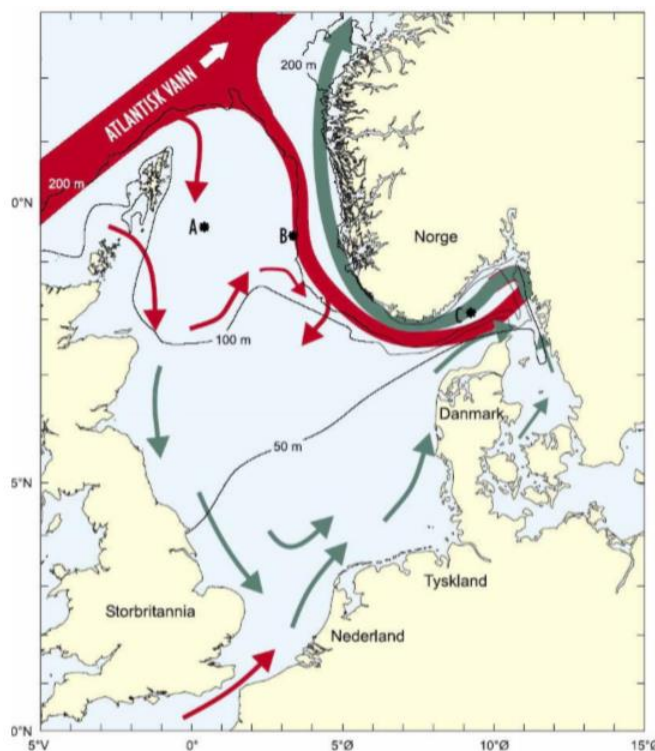 200 m
ATLANTISK VANN
200 m
0°N
A
B
Norge
C
100 m
Danmark
50 m
5°N
Tyskland
Storbritannia
Nederland
0°N
5°V
0°
5°Ø
10°Ø
15°Ø